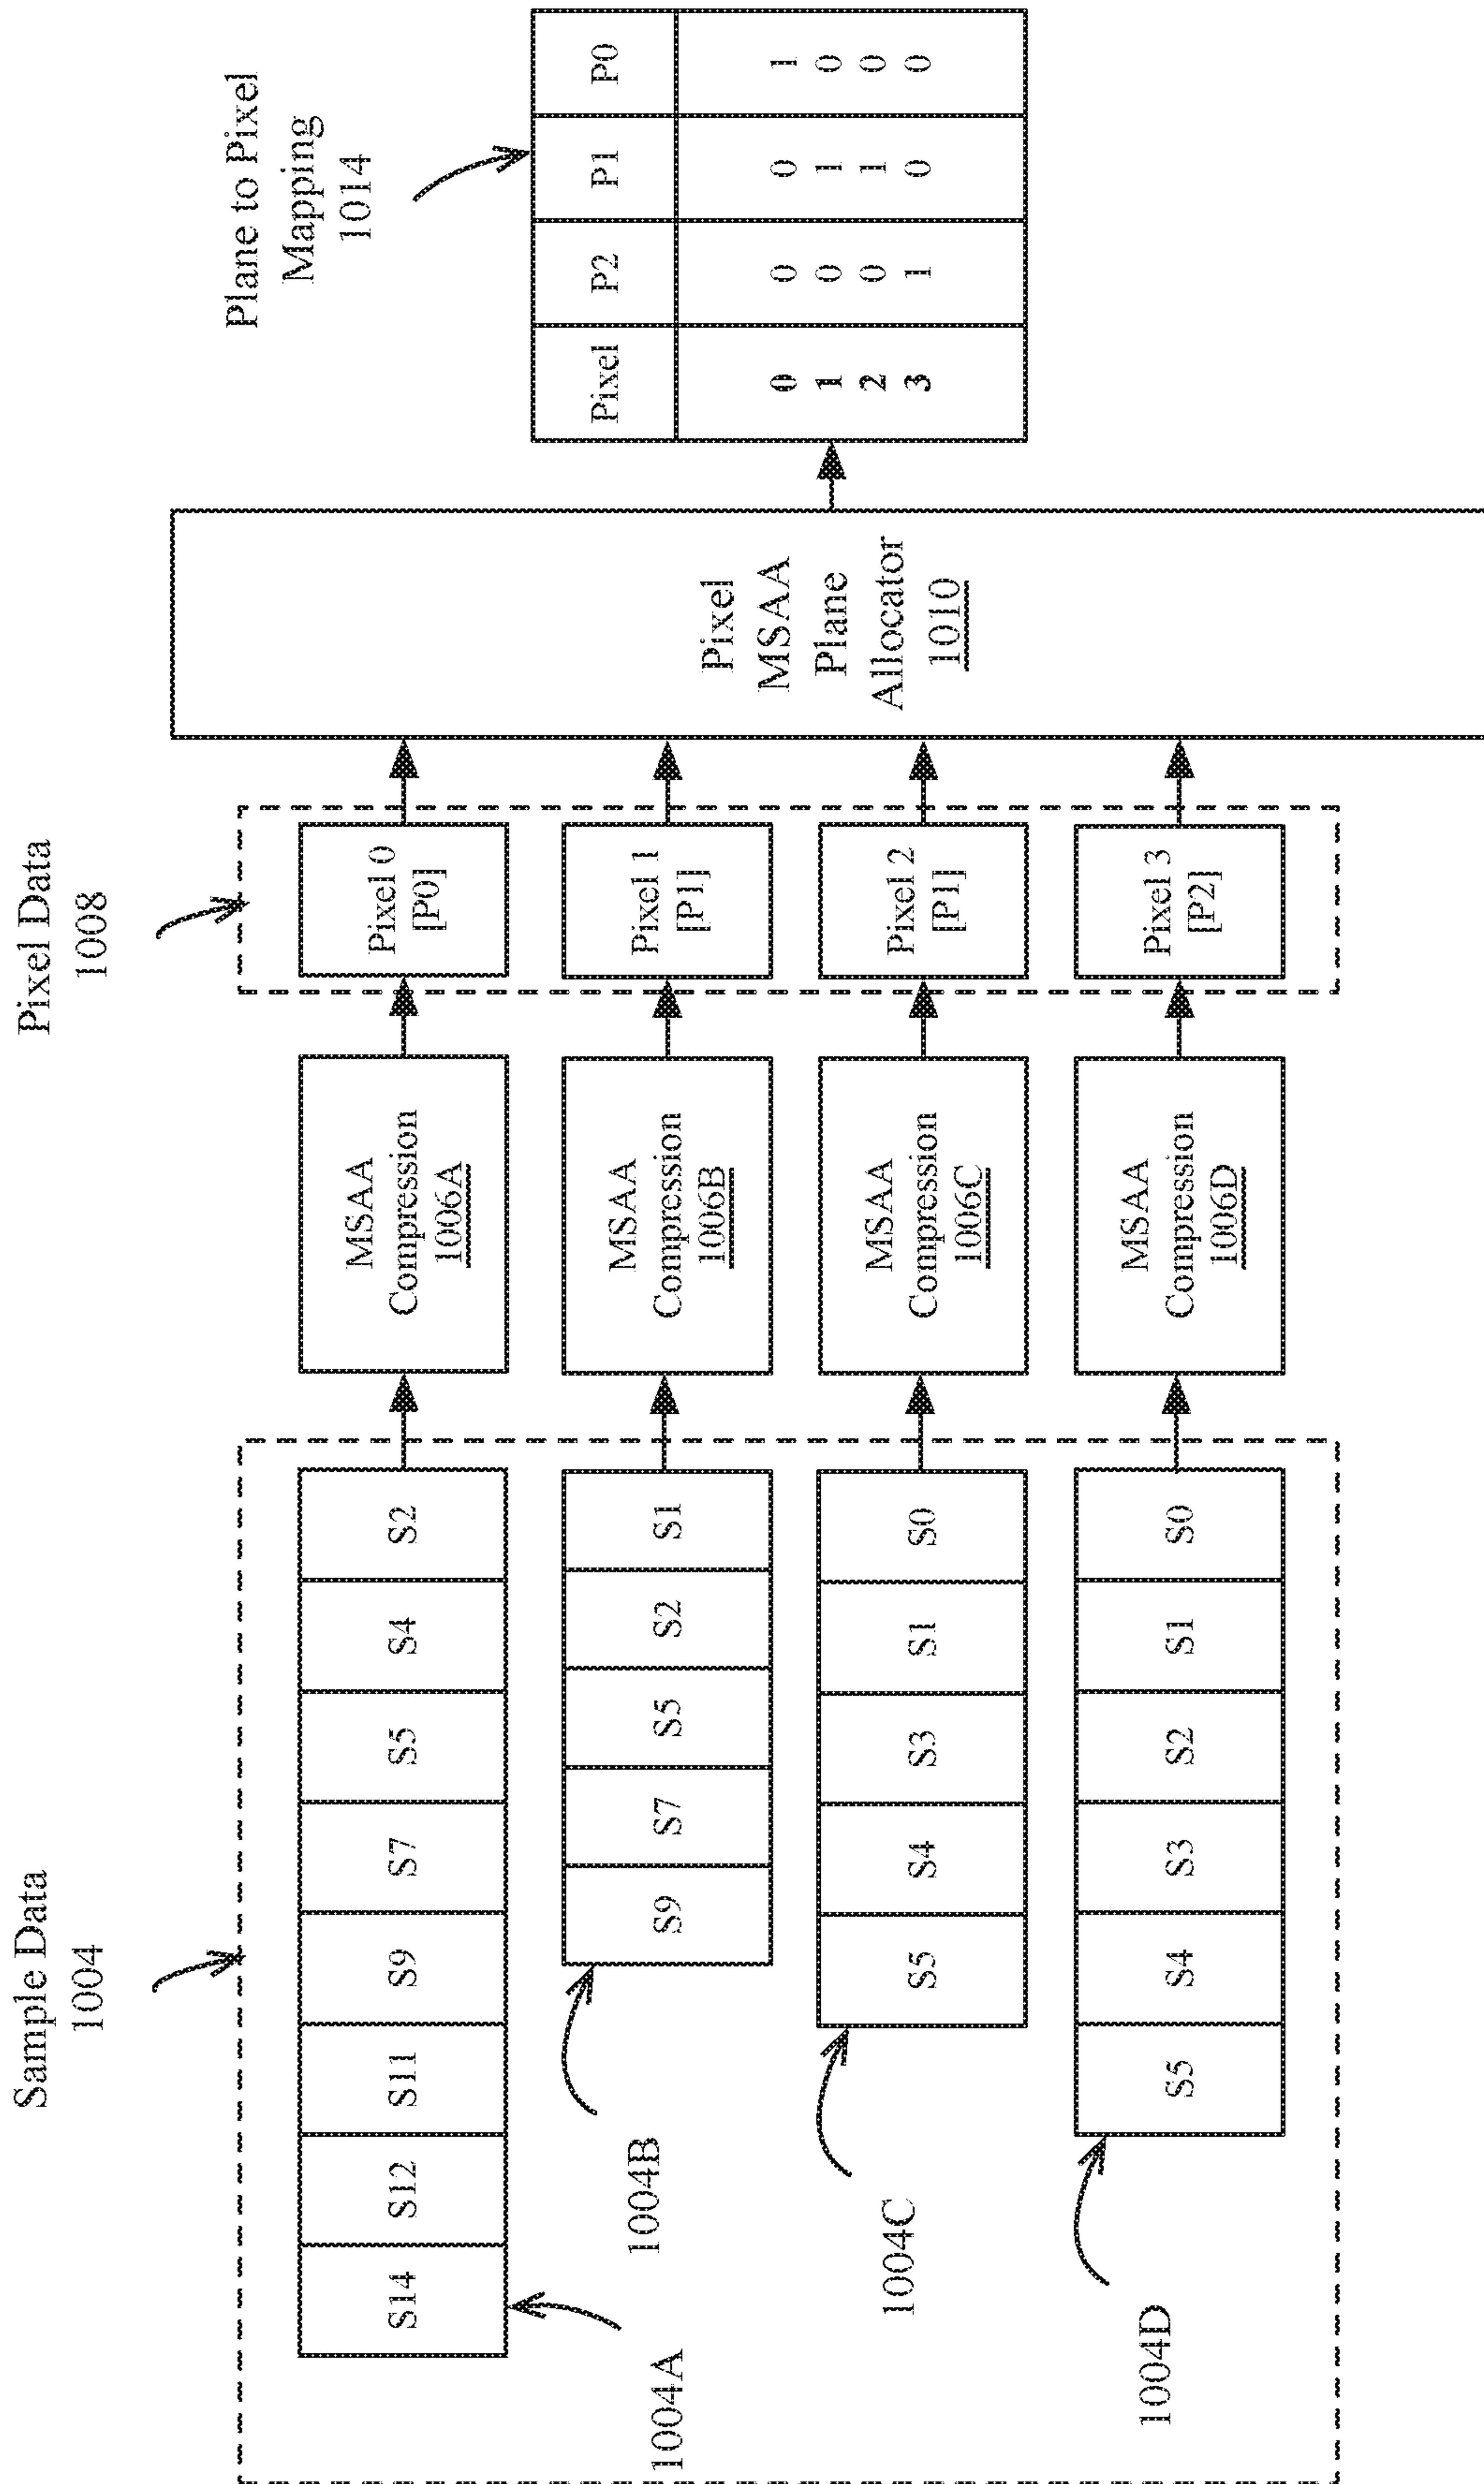 Sample Data
1004
Pixel Data
1008
Plane to Pixel
Mapping
1014
S14 S12 S11 S9 S7 S5 S4 S2
1004A
MSAA
Compression
1006A
Pixel 0
[P0]
S9 S7 S5 S2 S1
1004B
MSAA
Compression
1006B
Pixel 1
[P1]
S5 S4 S3 S1 S0
1004C
MSAA
Compression
1006C
Pixel 2
[P1]
S5 S4 S3 S2 S1 S0
1004D
MSAA
Compression
1006D
Pixel 3
[P2]
Pixel
MSAA
Plane
Allocator
1010
Pixel P2 P1 P0
0 0 0 1
1 0 1 0
2 0 1 0
3 1 0 0